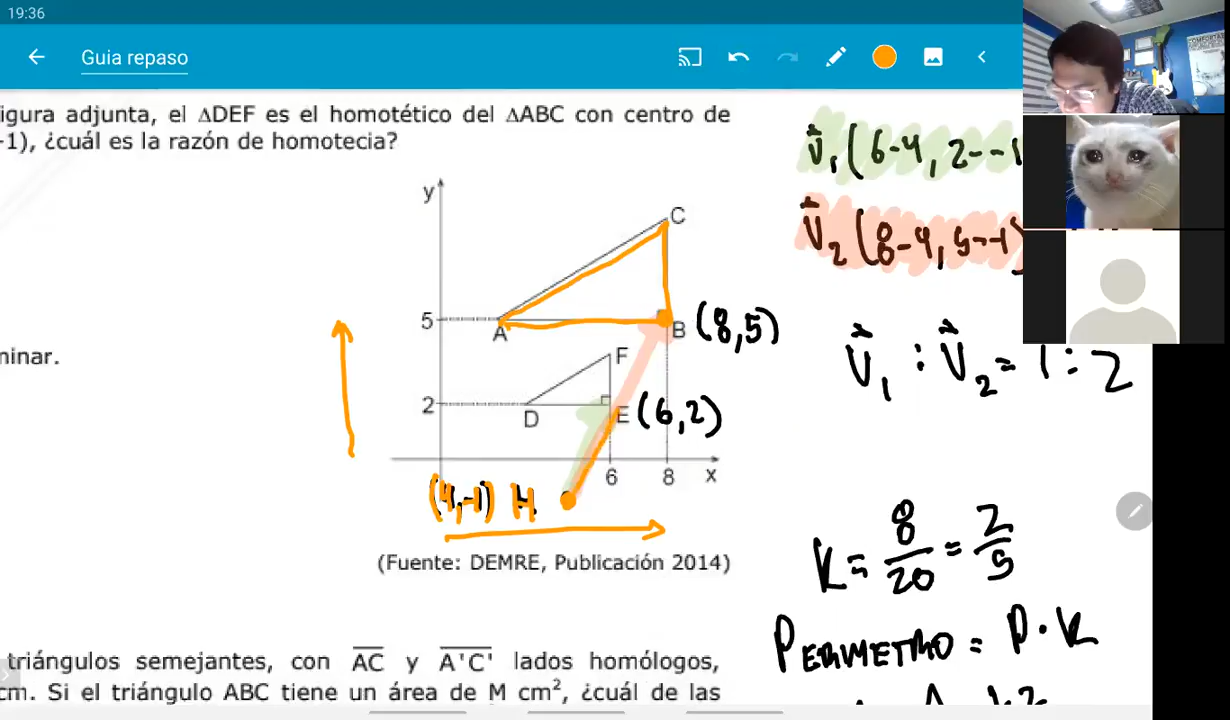 19:36
Guia repaso
igura adjunta, el ΔDEF es el homotético del ΔABC con centro de
-1), ¿cuál es la razón de homotecia?
y
C
5
A
B (8,5)
F
2
D
E (6,2)
6 8 x
(4,-1) H
(Fuente: DEMRE, Publicación 2014)
minar.
triángulos semejantes, con AC y A'C' lados homólogos,
cm. Si el triángulo ABC tiene un área de M cm², ¿cuál de las
V₁ (6-4, 2--1
V₂ (8-4, 5--1)
V₁ : V₂ = 1:2
K = 8/20 = 2/5
PERIMETRO = P·K